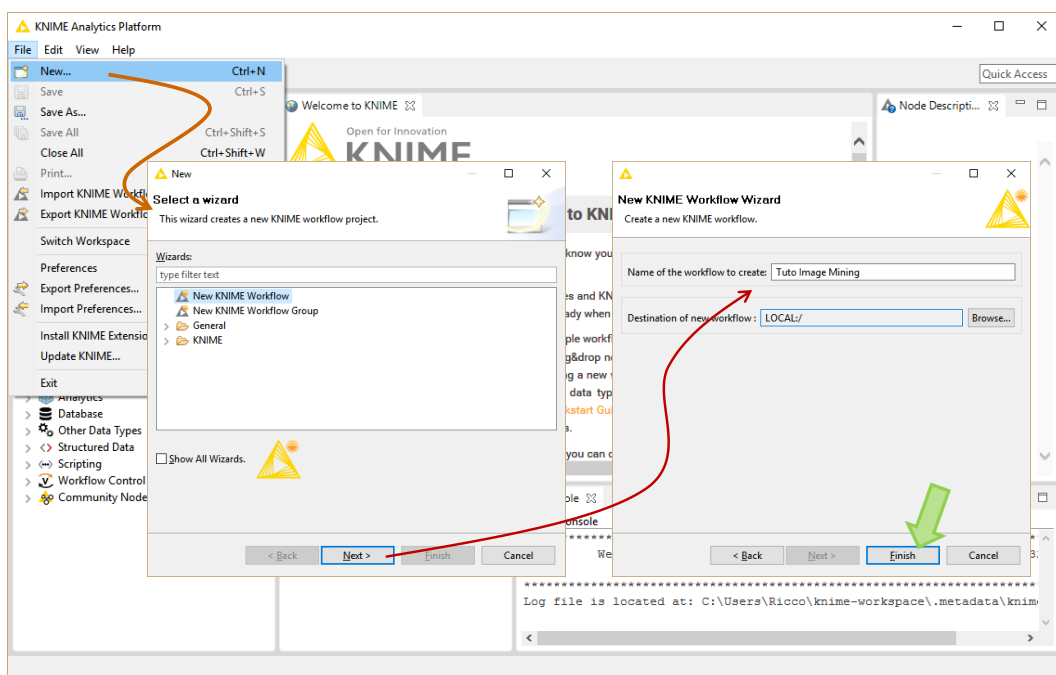 KNIME Analytics Platform
File Edit View Help
New... Ctrl+N
Quick Access
Save Ctrl+S
Save As...
Save All Ctrl+Shift+S
Close All Ctrl+Shift+W
Print...
Import KNIME Workfl
Export KNIME Workflo
Switch Workspace
Preferences
Export Preferences...
Import Preferences...
Install KNIME Extensio
Update KNIME...
Exit
Analytics
Database
Other Data Types
Structured Data
Scripting
Workflow Control
Community Node
Welcome to KNIME
Open for Innovation
KNIME
Node Descripti...
New
Select a wizard
This wizard creates a new KNIME workflow project.
Wizards:
type filter text
New KNIME Workflow
New KNIME Workflow Group
General
KNIME
Show All Wizards.
< Back Next > Finish Cancel
to KNI
know you
es and KN
ady when
ple workf
g&drop n
g a new
data typ
kstart Gui
s.
you can
New KNIME Workflow Wizard
Create a new KNIME workflow.
Name of the workflow to create: Tuto Image Mining
Destination of new workflow : LOCAL:/ Browse...
< Back Next > Finish Cancel
ole
onsole
We
Log file is located at: C:\Users\Ricco\knime-workspace\.metadata\knim